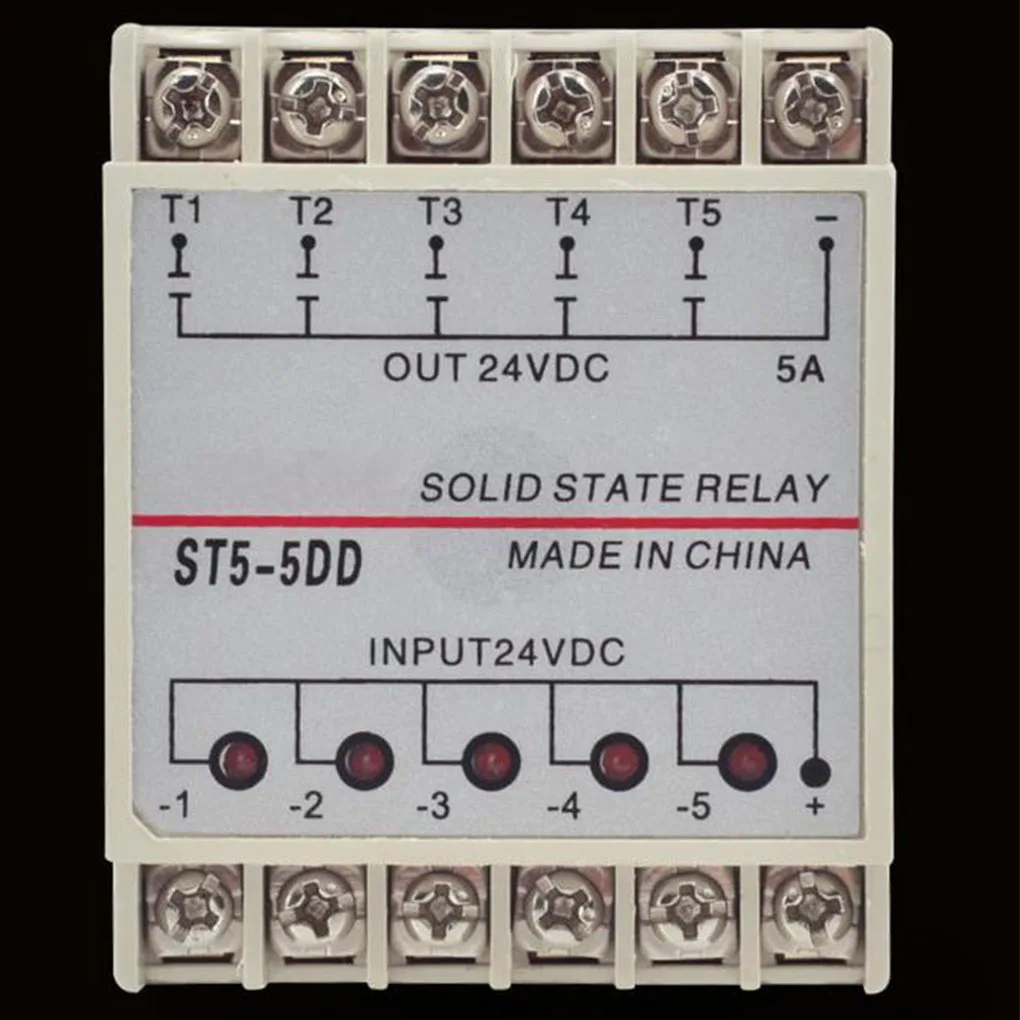 T1 T2 T3 T4 T5 −
OUT 24VDC 5A
SOLID STATE RELAY
ST5-5DD MADE IN CHINA
INPUT24VDC
-1 -2 -3 -4 -5 +